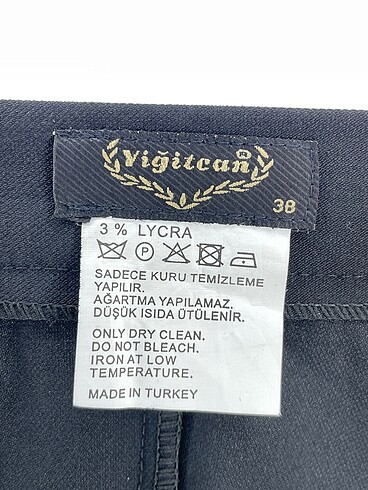 Yiğitcan®
38
3 % LYCRA
P
SADECE KURU TEMİZLEME
YAPILIR.
AĞARTMA YAPILAMAZ.
DÜŞÜK ISIDA ÜTÜLENİR.
ONLY DRY CLEAN.
DO NOT BLEACH.
IRON AT LOW
TEMPERATURE.
MADE IN TURKEY